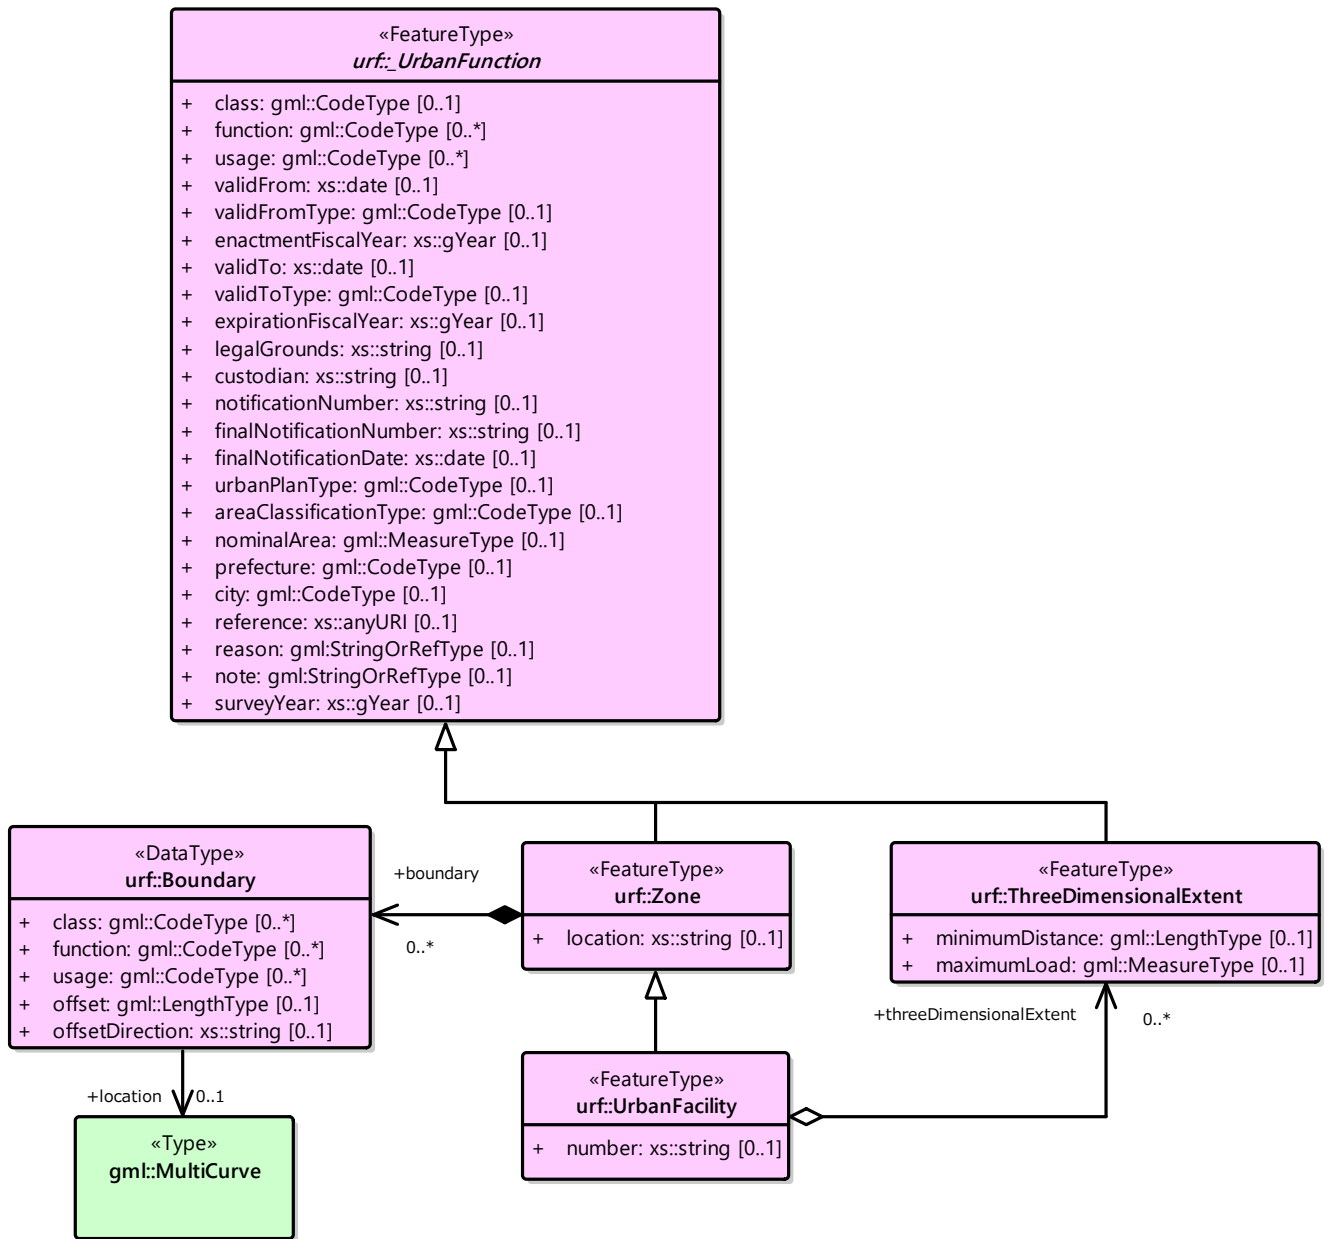 «FeatureType»
urf::_UrbanFunction
+ class: gml::CodeType [0..1]
+ function: gml::CodeType [0..*]
+ usage: gml::CodeType [0..*]
+ validFrom: xs::date [0..1]
+ validFromType: gml::CodeType [0..1]
+ enactmentFiscalYear: xs::gYear [0..1]
+ validTo: xs::date [0..1]
+ validToType: gml::CodeType [0..1]
+ expirationFiscalYear: xs::gYear [0..1]
+ legalGrounds: xs::string [0..1]
+ custodian: xs::string [0..1]
+ notificationNumber: xs::string [0..1]
+ finalNotificationNumber: xs::string [0..1]
+ finalNotificationDate: xs::date [0..1]
+ urbanPlanType: gml::CodeType [0..1]
+ areaClassificationType: gml::CodeType [0..1]
+ nominalArea: gml::MeasureType [0..1]
+ prefecture: gml::CodeType [0..1]
+ city: gml::CodeType [0..1]
+ reference: xs::anyURI [0..1]
+ reason: gml:StringOrRefType [0..1]
+ note: gml:StringOrRefType [0..1]
+ surveyYear: xs::gYear [0..1]
«DataType»
urf::Boundary
+ class: gml::CodeType [0..*]
+ function: gml::CodeType [0..*]
+ usage: gml::CodeType [0..*]
+ offset: gml::LengthType [0..1]
+ offsetDirection: xs::string [0..1]
+boundary
0..*
«FeatureType»
urf::Zone
+ location: xs::string [0..1]
«FeatureType»
urf::ThreeDimensionalExtent
+ minimumDistance: gml::LengthType [0..1]
+ maximumLoad: gml::MeasureType [0..1]
+threeDimensionalExtent
0..*
+location
0..1
«Type»
gml::MultiCurve
«FeatureType»
urf::UrbanFacility
+ number: xs::string [0..1]